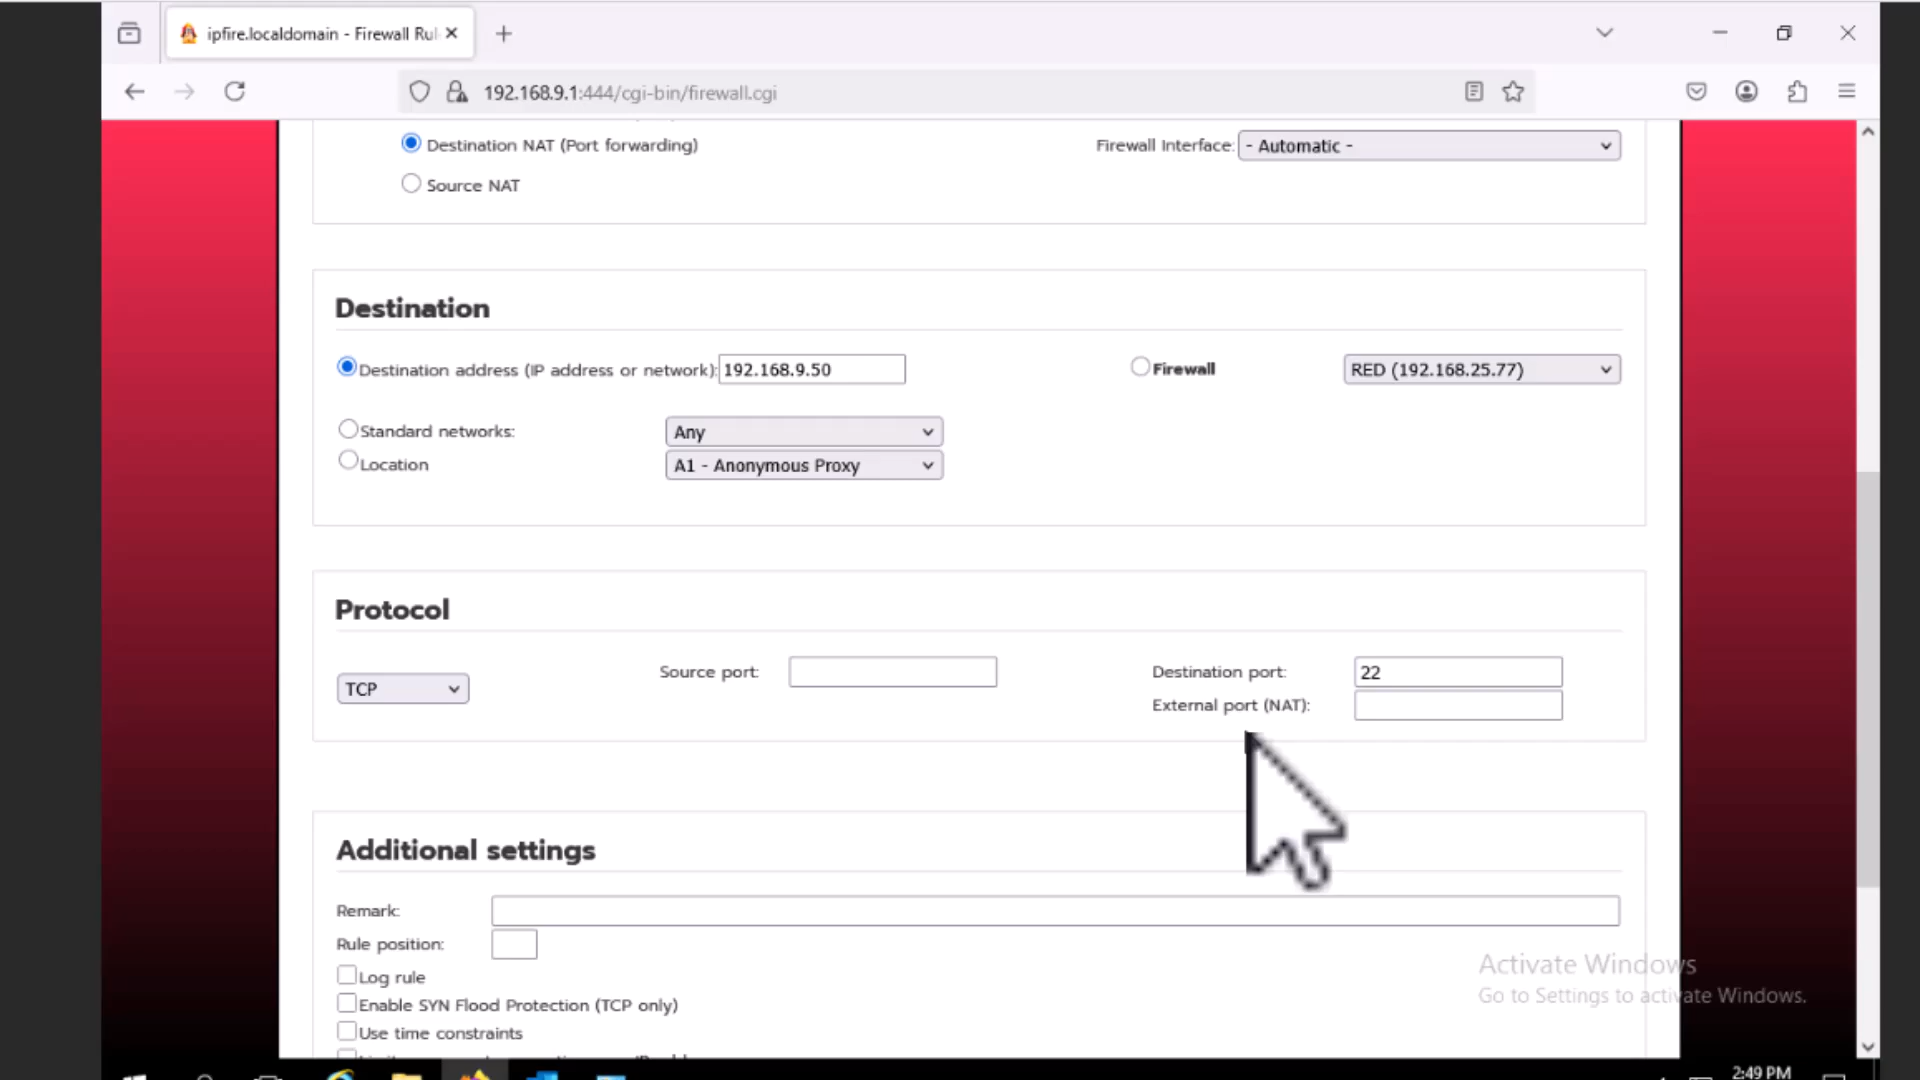 ipfire.localdomain - Firewall Rul
192.168.9.1:444/cgi-bin/firewall.cgi
Destination NAT (Port forwarding)
Firewall Interface: - Automatic -
Source NAT
Destination
Destination address (IP address or network): 192.168.9.50
Firewall
RED (192.168.25.77)
Standard networks: Any
Location A1 - Anonymous Proxy
Protocol
TCP
Source port:
Destination port: 22
External port (NAT):
Additional settings
Remark:
Rule position:
Log rule
Enable SYN Flood Protection (TCP only)
Use time constraints
Activate Windows
Go to Settings to activate Windows.
2:49 PM